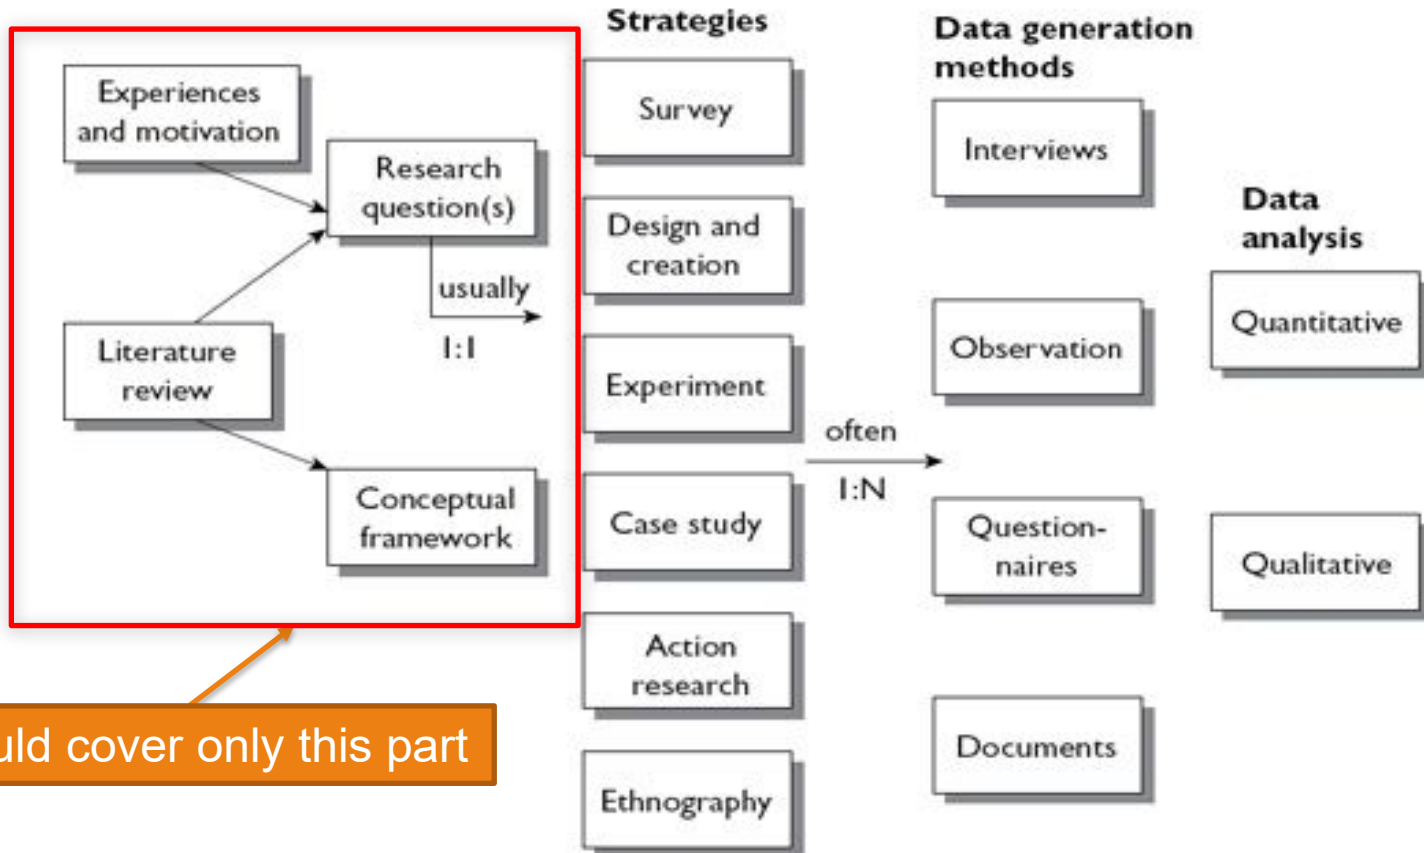 Experiences
and motivation
Research
question(s)
usually
1:1
Literature
review
Conceptual
framework
Strategies
Survey
Design and
creation
Experiment
Case study
Action
research
Ethnography
often
1:N
Data generation
methods
Interviews
Observation
Question-
naires
Documents
Data
analysis
Quantitative
Qualitative
cover only this part